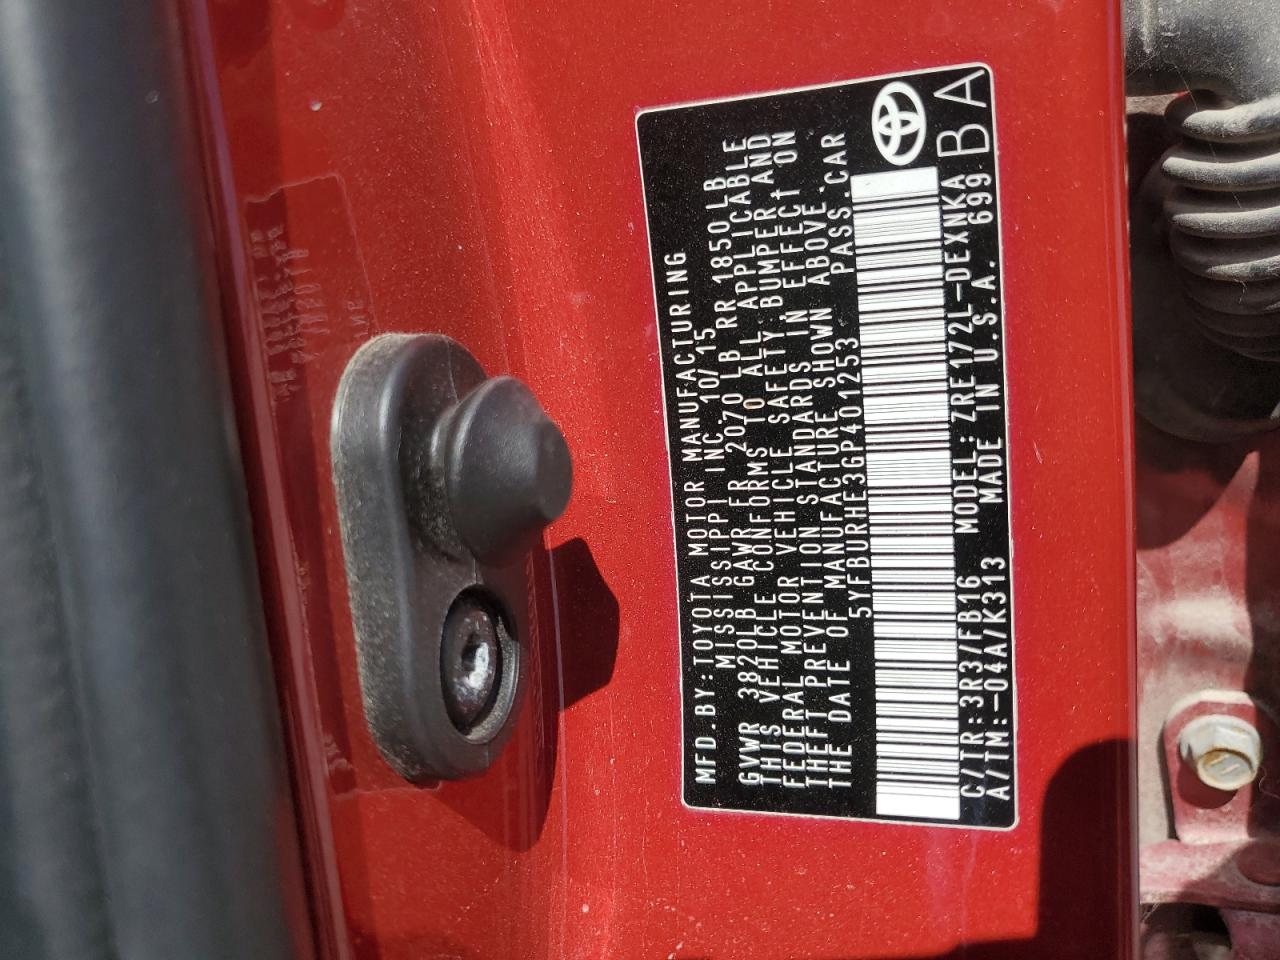 MFD.BY:TOYOTA MOTOR MANUFACTURING
MISSISSIPPI INC. 10/15
GVWR 3820LB GAWR FR 2070 LB RR 1850LB
THIS VEHICLE CONFORMS TO ALL APPLICABLE
FEDERAL MOTOR VEHICLE SAFETY,BUMPER,AND
THEFT PREVENTION STANDARDS IN EFFECT ON
THE DATE OF MANUFACTURE SHOWN ABOVE.
5YFBURHE3GP401253 PASS.CAR
C/TR:3R3/FB16 MODEL:ZRE172L-DEXNKA
A/TM:-04A/K313 MADE IN U.S.A. 699 BA